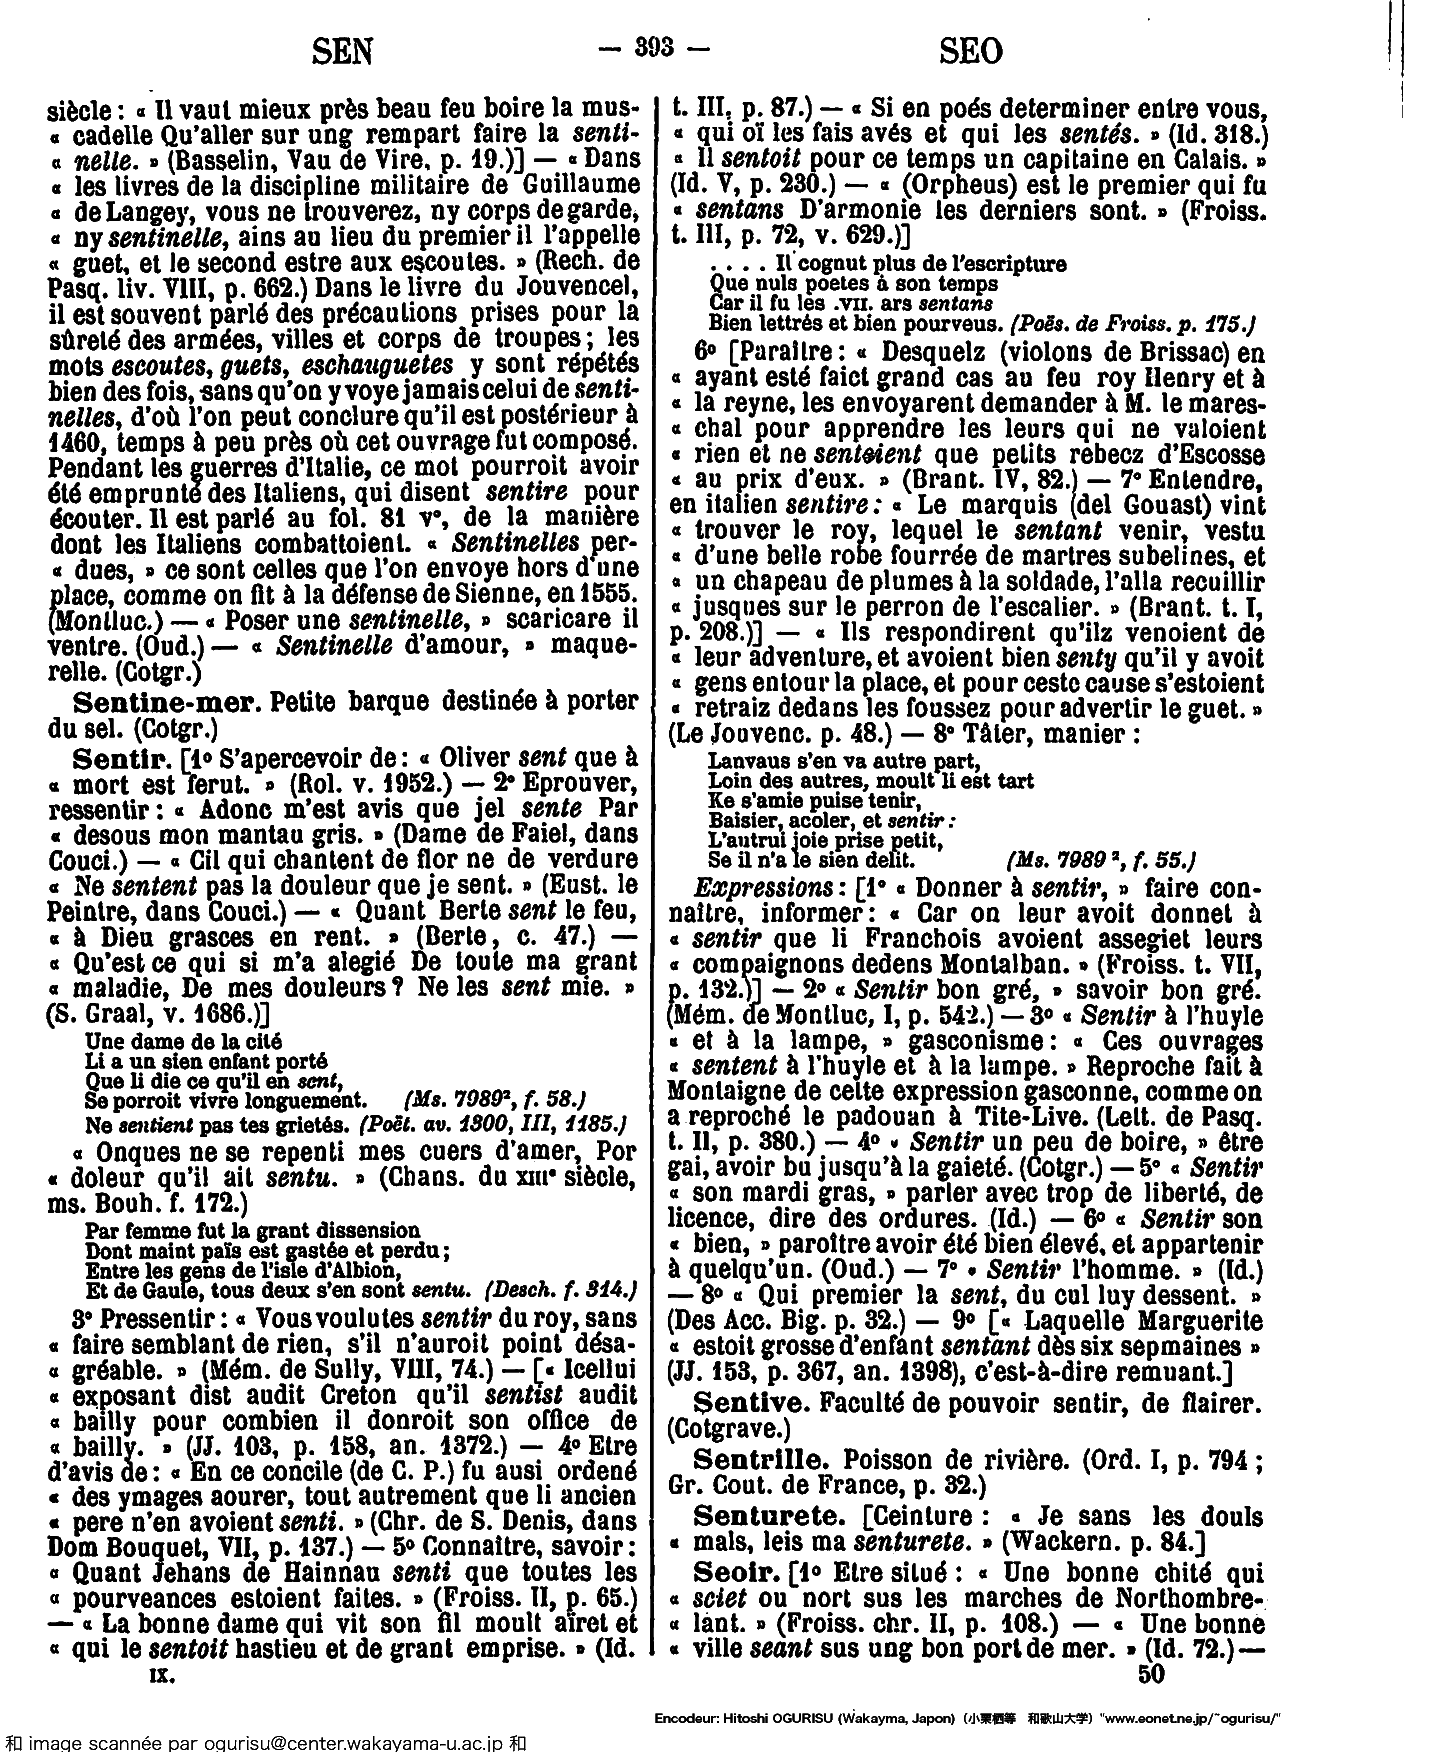 SEN — 393 — SEO
siècle : « Il vaut mieux près beau feu boire la mus-
« cadelle Qu'aller sur ung rempart faire la senti-
« nelle. » (Basselin, Vau de Vire, p. 19.)] — « Dans
« les livres de la discipline militaire de Guillaume
« de Langey, vous ne trouverez, ny corps de garde,
« ny sentinelle, ains au lieu du premier il l'appelle
« guet, et le second estre aux escoutes. » (Rech. de
Pasq. liv. VIII, p. 662.) Dans le livre du Jouvencel,
il est souvent parlé des précautions prises pour la
sûreté des armées, villes et corps de troupes ; les
mots escoutes, guets, eschauguetes y sont répétés
bien des fois, sans qu'on y voye jamais celui de senti-
nelles, d'où l'on peut conclure qu'il est postérieur à
1460, temps à peu près où cet ouvrage fut composé.
Pendant les guerres d'Italie, ce mot pourroit avoir
été emprunté des Italiens, qui disent sentire pour
écouter. Il est parlé au fol. 81 vº, de la manière
dont les Italiens combattoient. « Sentinelles per-
« dues, » ce sont celles que l'on envoye hors d'une
place, comme on fit à la défense de Sienne, en 1555.
(Montluc.) — « Poser une sentinelle, » scaricare il
ventre. (Oud.) — « Sentinelle d'amour, » maque-
relle. (Cotgr.)
Sentine-mer. Petite barque destinée à porter
du sel. (Cotgr.)
Sentir. [1º S'apercevoir de : « Oliver sent que à
« mort est ferut. » (Rol. v. 1952.) — 2º Eprouver,
ressentir : « Adonc m'est avis que jel sente Par
« desous mon mantau gris. » (Dame de Faiel, dans
Couci.) — « Cil qui chantent de flor ne de verdure
« Ne sentent pas la douleur que je sent. » (Eust. le
Peintre, dans Couci.) — « Quant Berte sent le feu,
« à Dieu grasces en rent. » (Berte, c. 47.) —
« Qu'est ce qui si m'a alegié De toute ma grant
« maladie, De mes douleurs ? Ne les sent mie. »
(S. Graal, v. 1686.)]
Une dame de la cité
Li a un sien enfant porté
Que li die ce qu'il en sent,
Se porroit vivre longuement. (Ms. 7989², f. 58.)
Ne sentient pas tes grietés. (Poët. av. 1300, III, 1185.)
« Onques ne se repenti mes cuers d'amer, Por
« doleur qu'il ait sentu. » (Chans. du XIIIe siècle,
ms. Bouh. f. 172.)
Par femme fut la grant dissension
Dont maint païs est gastée et perdu ;
Entre les gens de l'isle d'Albion,
Et de Gaule, tous deux s'en sont sentu. (Desch. f. 314.)
3º Pressentir : « Vous voulutes sentir du roy, sans
« faire semblant de rien, s'il n'auroit point désa-
« gréable. » (Mém. de Sully, VIII, 74.) — [« Icellui
« exposant dist audit Creton qu'il sentist audit
« bailly pour combien il donroit son office de
« bailly. » (JJ. 103, p. 158, an. 1372.) — 4º Etre
d'avis de : « En ce concile (de C. P.) fu ausi ordené
« des ymages aourer, tout autrement que li ancien
« pere n'en avoient senti. » (Chr. de S. Denis, dans
Dom Bouquet, VII, p. 137.) — 5º Connaître, savoir :
« Quant Jehans de Hainnau senti que toutes les
« pourveances estoient faites. » (Froiss. II, p. 65.)
— « La bonne dame qui vit son fil moult aïret et
« qui le sentoit hastieu et de grant emprise. » (Id.
IX.
t. III, p. 87.) — « Si en poés determiner entre vous,
« qui oï les fais avés et qui les sentés. » (Id. 318.)
« Il sentoit pour ce temps un capitaine en Calais. »
(Id. V, p. 230.) — « (Orpheus) est le premier qui fu
« sentans D'armonie les derniers sont. » (Froiss.
t. III, p. 72, v. 629.)]
. . . . Il cognut plus de l'escripture
Que nuls poetes à son temps
Car il fu les .VII. ars sentans
Bien lettrés et bien pourveus. (Poës. de Froiss. p. 175.)
6º [Paraître : « Desquelz (violons de Brissac) en
« ayant esté faict grand cas au feu roy Henry et à
« la reyne, les envoyarent demander à M. le mares-
« chal pour apprendre les leurs qui ne valoient
« rien et ne sentoient que petits rebecz d'Escosse
« au prix d'eux. » (Brant. IV, 82.) — 7º Entendre,
en italien sentire : « Le marquis (del Gouast) vint
« trouver le roy, lequel le sentant venir, vestu
« d'une belle robe fourrée de martres subelines, et
« un chapeau de plumes à la soldade, l'alla recuillir
« jusques sur le perron de l'escalier. » (Brant. t. I,
p. 208.)] — « Ils respondirent qu'ilz venoient de
« leur adventure, et avoient bien senty qu'il y avoit
« gens entour la place, et pour ceste cause s'estoient
« retraiz dedans les foussez pour advertir le guet. »
(Le Jouvenc. p. 48.) — 8º Tâter, manier :
Lanvaus s'en va autre part,
Loin des autres, moult li est tart
Ke s'amie puise tenir,
Baisier, acoler, et sentir :
L'autrui joie prise petit,
Se il n'a le sien delit. (Ms. 7989 ², f. 55.)
Expressions : [1º « Donner à sentir, » faire con-
naître, informer : « Car on leur avoit donnet à
« sentir que li Franchois avoient assegiet leurs
« compaignons dedens Montalban. » (Froiss. t. VII,
p. 132.)] — 2º « Sentir bon gré, » savoir bon gré.
(Mém. de Montluc, I, p. 542.) — 3º « Sentir à l'huyle
« et à la lampe, » gasconisme : « Ces ouvrages
« sentent à l'huyle et à la lampe. » Reproche fait à
Montaigne de cette expression gasconne, comme on
a reproché le padouan à Tite-Live. (Lett. de Pasq.
t. II, p. 380.) — 4º « Sentir un peu de boire, » être
gai, avoir bu jusqu'à la gaieté. (Cotgr.) — 5º « Sentir
« son mardi gras, » parler avec trop de liberté, de
licence, dire des ordures. (Id.) — 6º « Sentir son
« bien, » paroître avoir été bien élevé, et appartenir
à quelqu'un. (Oud.) — 7º « Sentir l'homme. » (Id.)
— 8º « Qui premier la sent, du cul luy dessent. »
(Des Acc. Big. p. 32.) — 9º [« Laquelle Marguerite
« estoit grosse d'enfant sentant dès six sepmaines »
(JJ. 153, p. 367, an. 1398), c'est-à-dire remuant.]
Sentive. Faculté de pouvoir sentir, de flairer.
(Cotgrave.)
Sentrille. Poisson de rivière. (Ord. I, p. 794 ;
Gr. Cout. de France, p. 32.)
Senturete. [Ceinture : « Je sans les douls
« mals, leis ma senturete. » (Wackern. p. 84.]
Seoir. [1º Etre situé : « Une bonne chité qui
« sciet ou nort sus les marches de Northombre-
« lant. » (Froiss. chr. II, p. 108.) — « Une bonne
« ville seant sus ung bon port de mer. » (Id. 72.) —
50
Encodeur: Hitoshi OGURISU (Wakayma, Japon) (小栗栖等 和歌山大学) "www.eonet.ne.jp/~ogurisu/"
和 image scannée par ogurisu@center.wakayama-u.ac.jp 和